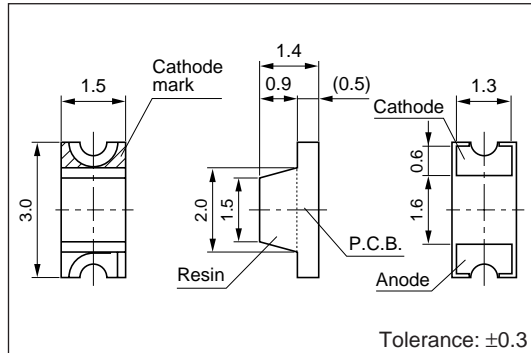 1.4
1.5
Cathode
mark
0.9
(0.5)
1.3
Cathode
3.0
2.0
1.5
0.6
1.6
P.C.B.
Resin
Anode
Tolerance: ±0.3